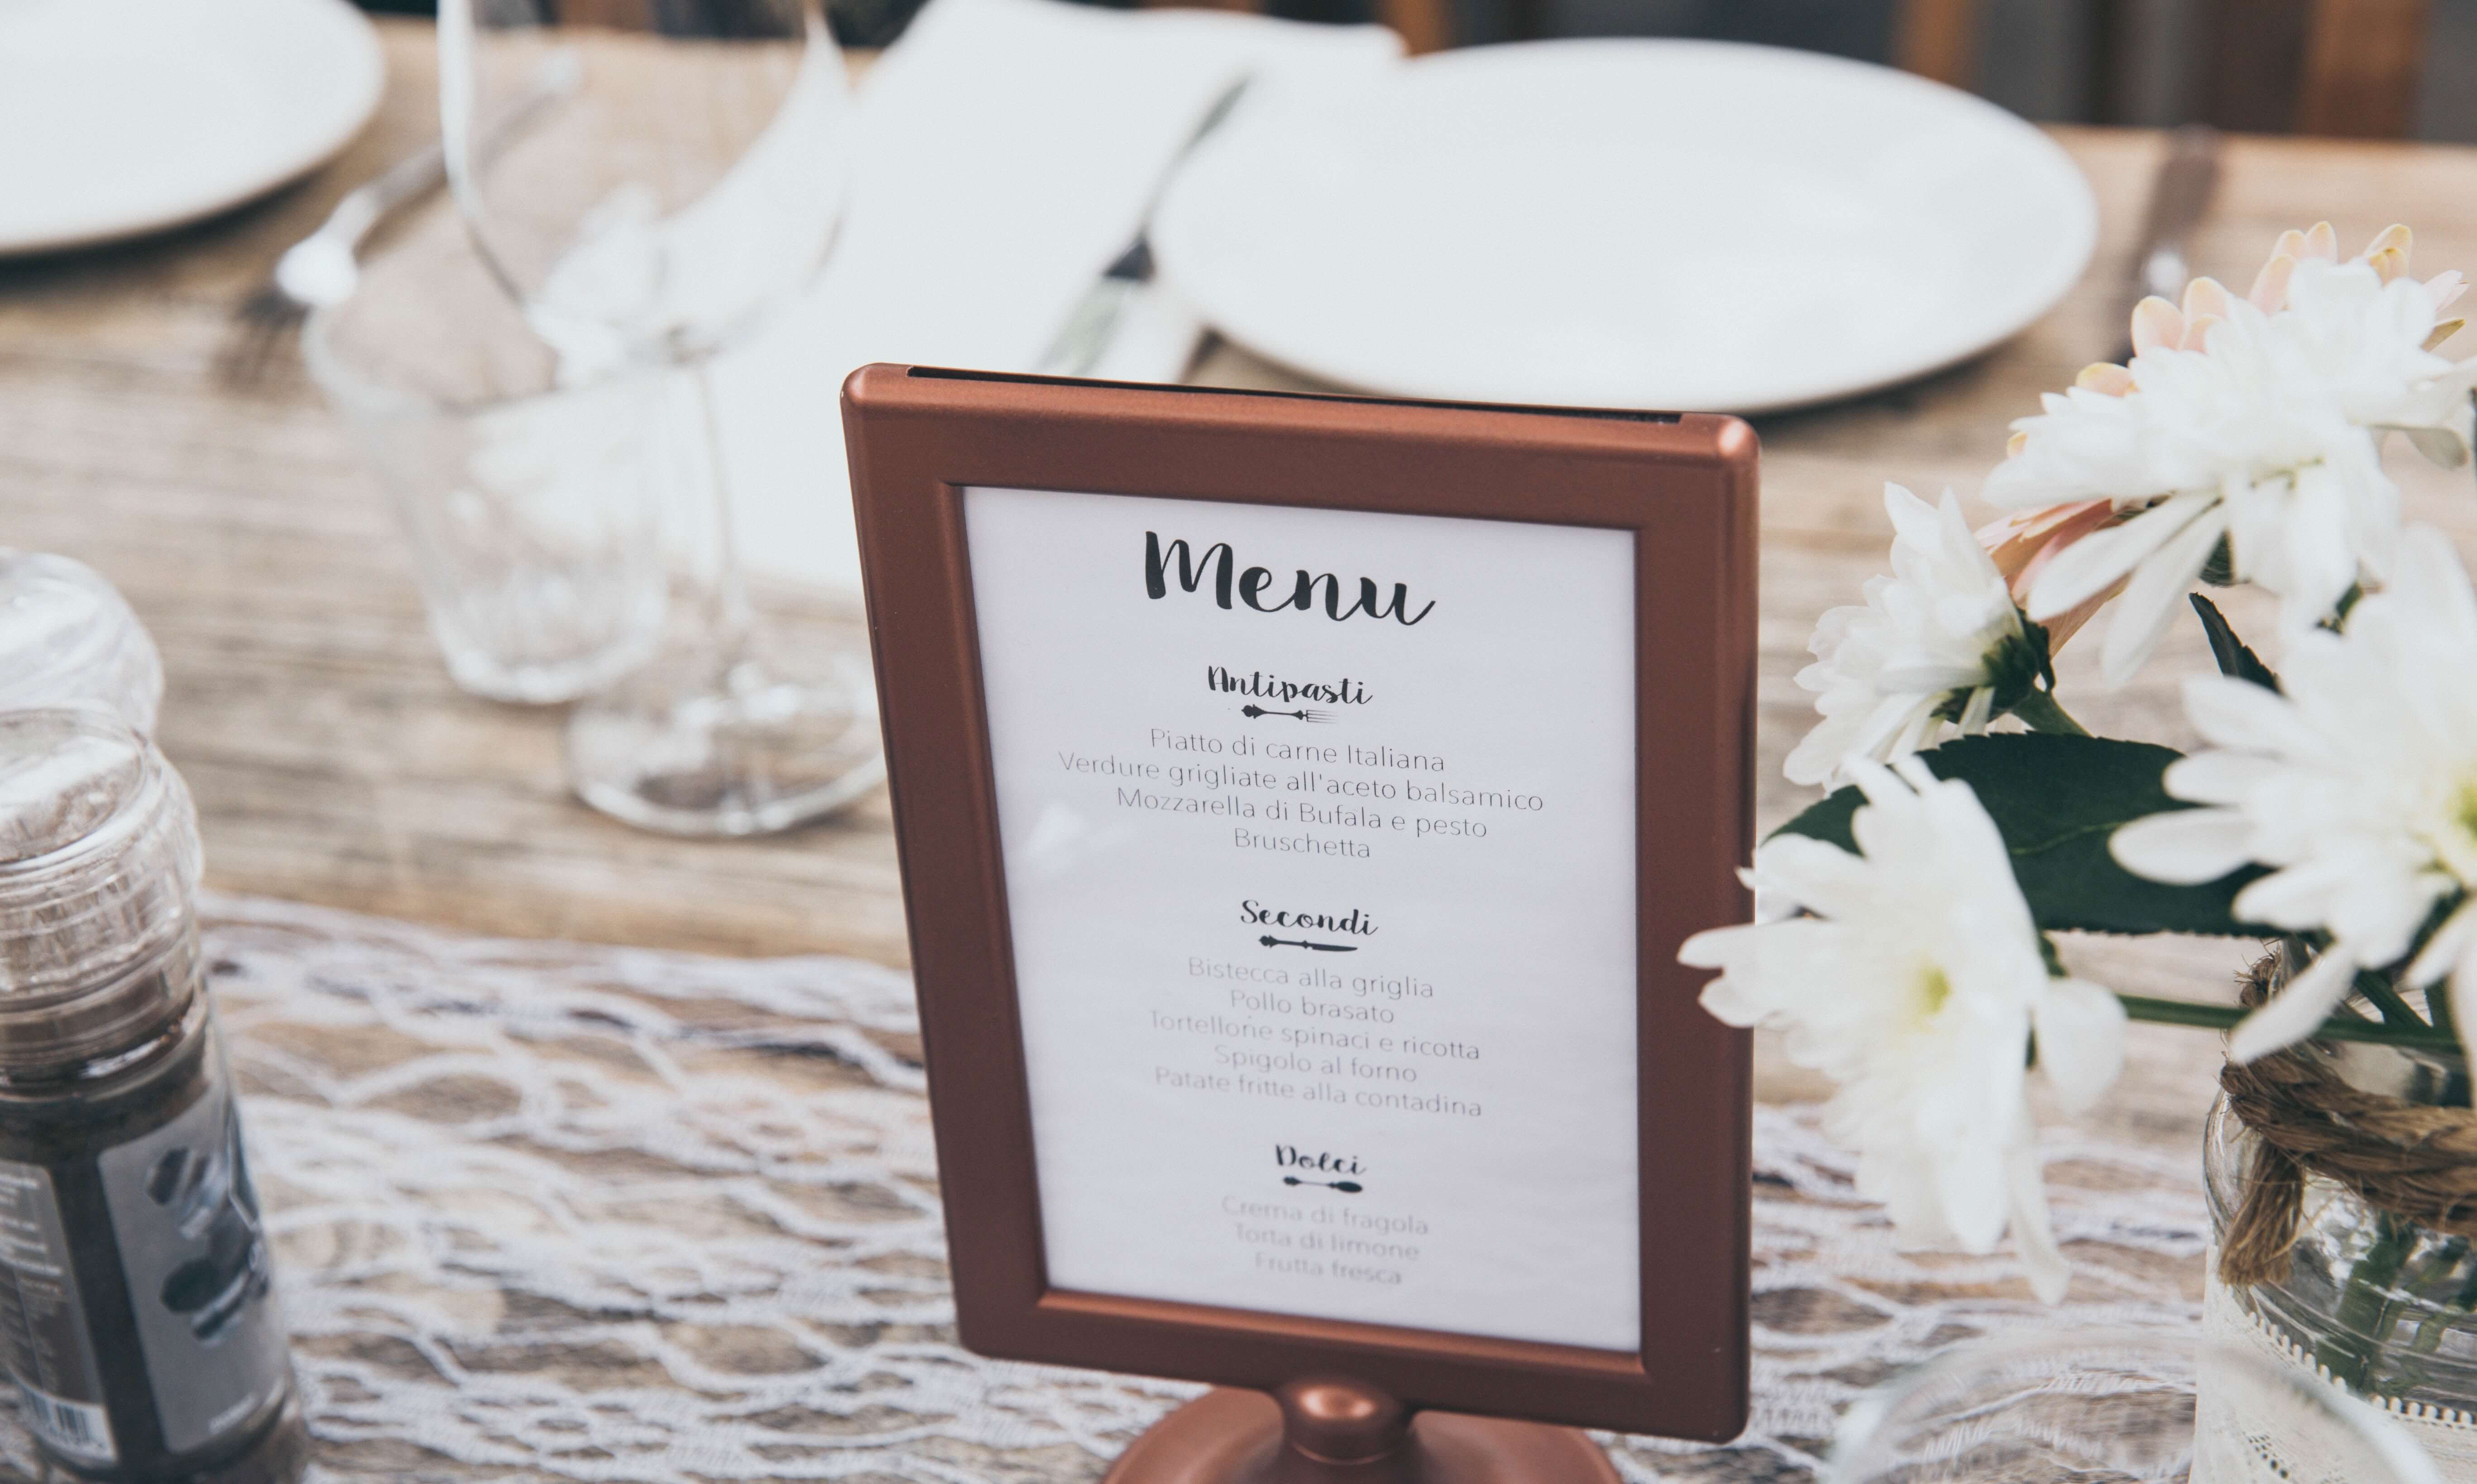 Menu
Antipasti
Piatto di carne Italiana
Verdure grigliate all'aceto balsamico
Mozzarella di Bufala e pesto
Bruschetta
Secondi
Bistecca alla griglia
Pollo brasato
Tortellone spinaci e ricotta
Spigolo al forno
Patate fritte alla contadina
Dolci
Crema di fragola
Torta di limone
Frutta fresca